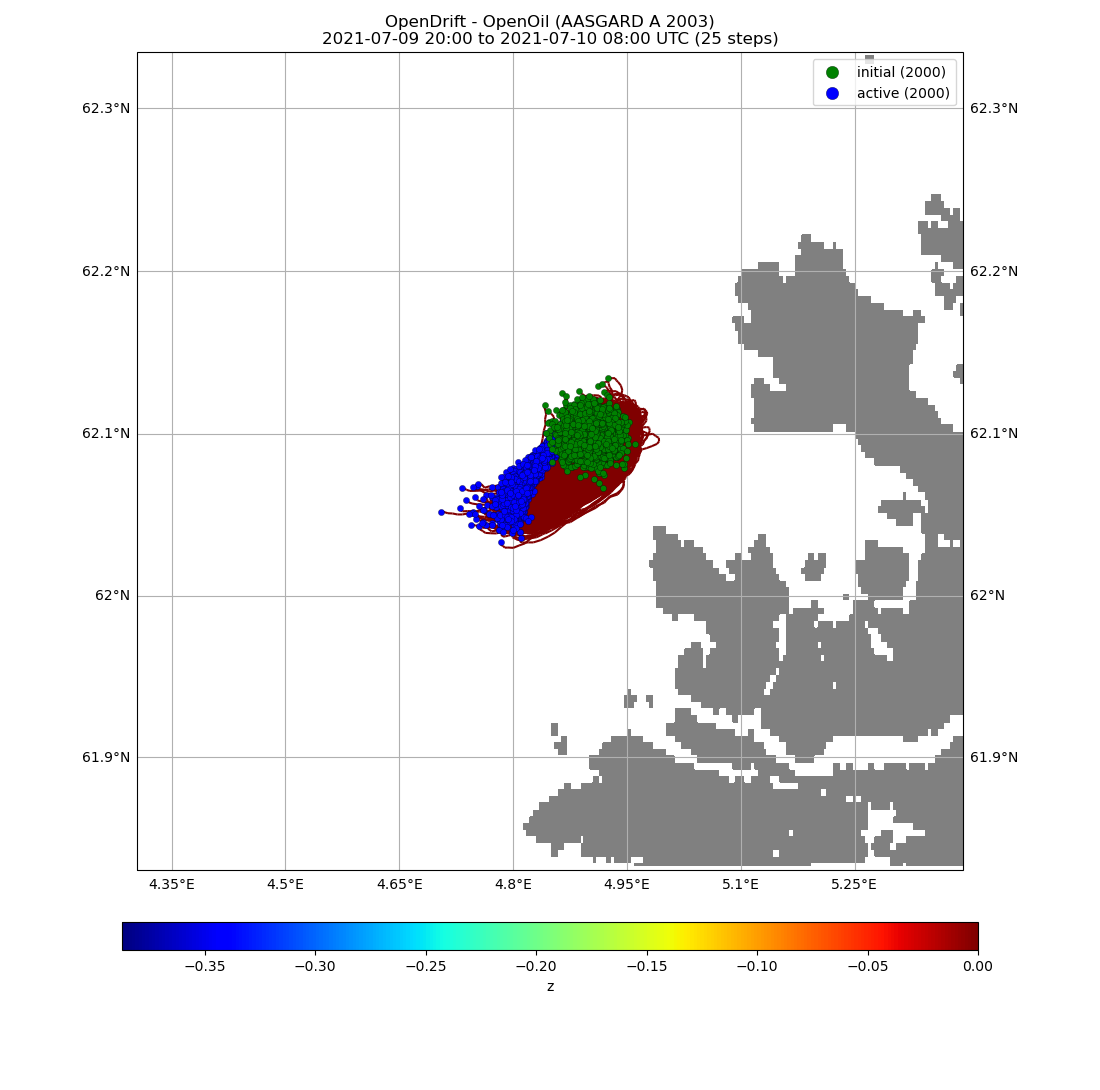 OpenDrift - OpenOil (AASGARD A 2003)
2021-07-09 20:00 to 2021-07-10 08:00 UTC (25 steps)
initial (2000)
active (2000)
62.3°N 62.3°N
62.2°N 62.2°N
62.1°N 62.1°N
62°N 62°N
61.9°N 61.9°N
4.35°E 4.5°E 4.65°E 4.8°E 4.95°E 5.1°E 5.25°E
−0.35 −0.30 −0.25 −0.20 −0.15 −0.10 −0.05 0.00
z